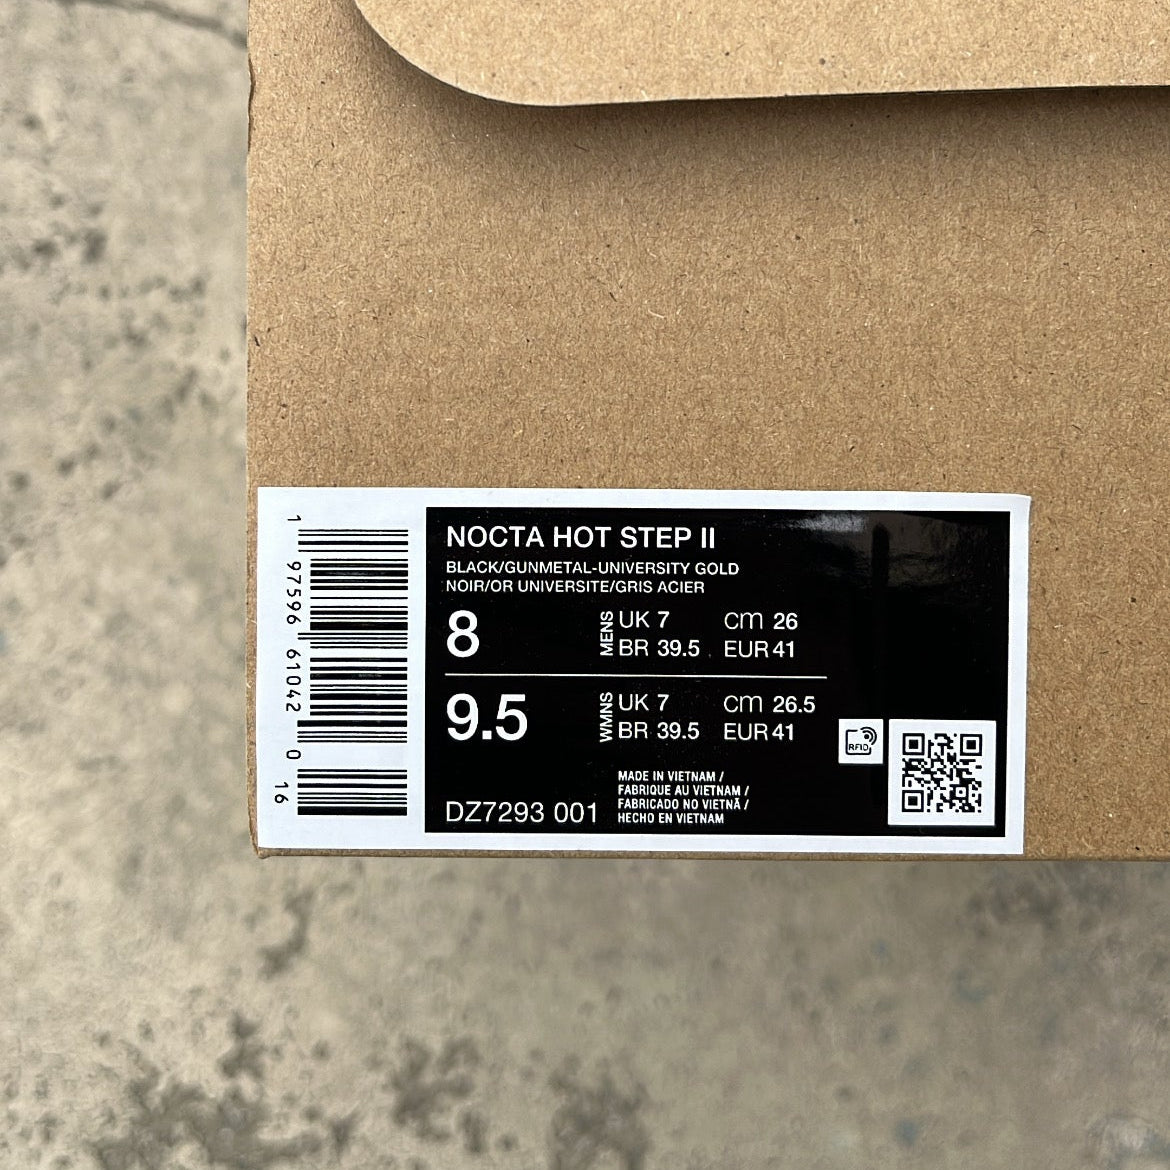 NOCTA HOT STEP II
BLACK/GUNMETAL-UNIVERSITY GOLD
NOIR/OR UNIVERSITE/GRIS ACIER
8 MENS UK 7 CM 26
BR 39.5 EUR 41
9.5 WMNS UK 7 CM 26.5
BR 39.5 EUR 41
MADE IN VIETNAM /
FABRIQUE AU VIETNAM /
FABRICADO NO VIETNÃ /
HECHO EN VIETNAM
DZ7293 001
RFID
1 97596 61042 0
16